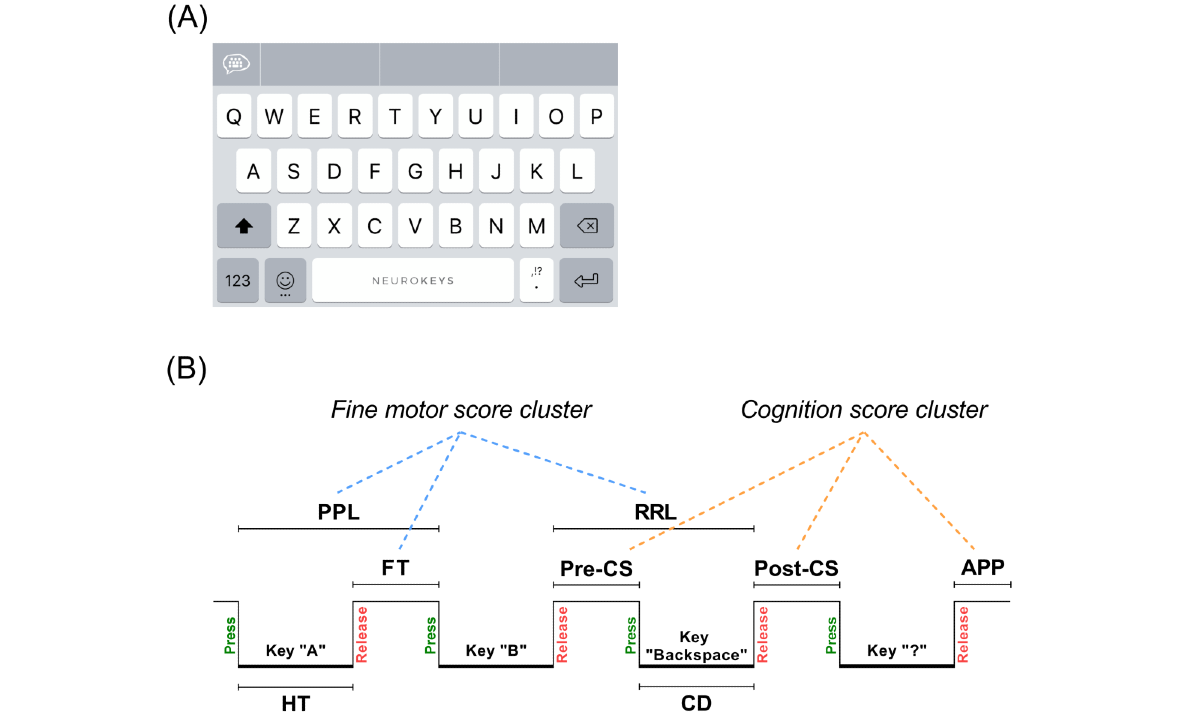 (A)
Q W E R T Y U I O P
A S D F G H J K L
Z X C V B N M
123 NEUROKEYS ,!? .
(B)
Fine motor score cluster Cognition score cluster
PPL RRL
FT Pre-CS Post-CS APP
Press Release Press Release Press Release Press Release
Key "A" Key "B" Key "Backspace" Key "?"
HT CD